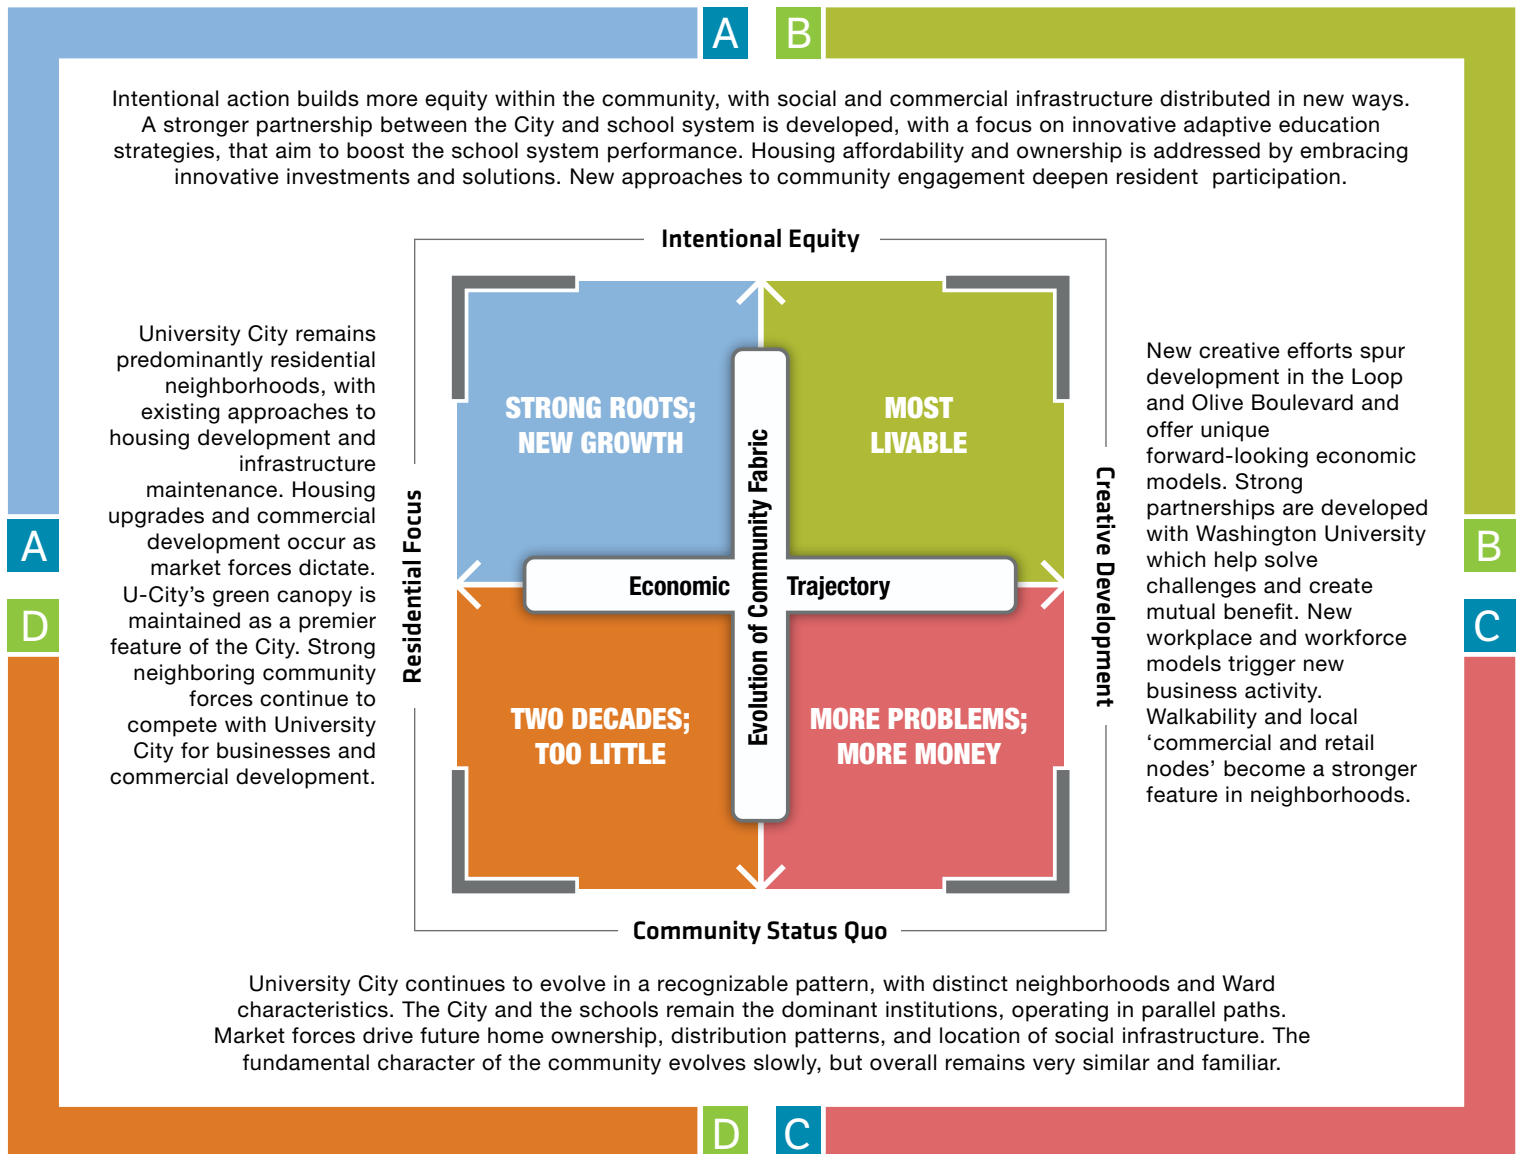 A B
Intentional action builds more equity within the community, with social and commercial infrastructure distributed in new ways.
A stronger partnership between the City and school system is developed, with a focus on innovative adaptive education
strategies, that aim to boost the school system performance. Housing affordability and ownership is addressed by embracing
innovative investments and solutions. New approaches to community engagement deepen resident participation.
Intentional Equity
University City remains
predominantly residential
neighborhoods, with
existing approaches to
housing development and
infrastructure
maintenance. Housing
upgrades and commercial
development occur as
market forces dictate.
U-City’s green canopy is
maintained as a premier
feature of the City. Strong
neighboring community
forces continue to
compete with University
City for businesses and
commercial development.
Residential Focus
STRONG ROOTS;
NEW GROWTH
MOST
LIVABLE
Evolution of Community Fabric
Economic Trajectory
TWO DECADES;
TOO LITTLE
MORE PROBLEMS;
MORE MONEY
Creative Development
New creative efforts spur
development in the Loop
and Olive Boulevard and
offer unique
forward-looking economic
models. Strong
partnerships are developed
with Washington University
which help solve
challenges and create
mutual benefit. New
workplace and workforce
models trigger new
business activity.
Walkability and local
‘commercial and retail
nodes’ become a stronger
feature in neighborhoods.
A
B
D
C
Community Status Quo
University City continues to evolve in a recognizable pattern, with distinct neighborhoods and Ward
characteristics. The City and the schools remain the dominant institutions, operating in parallel paths.
Market forces drive future home ownership, distribution patterns, and location of social infrastructure. The
fundamental character of the community evolves slowly, but overall remains very similar and familiar.
D C